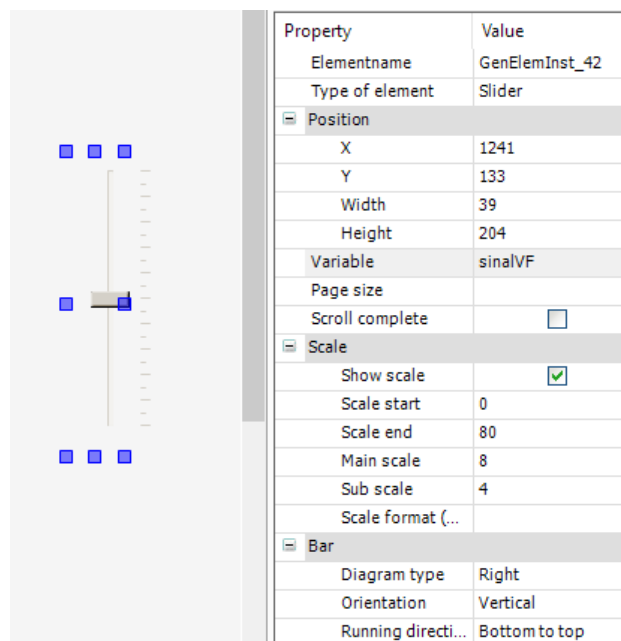 Property Value
Elementname GenElemInst_42
Type of element Slider
Position
X 1241
Y 133
Width 39
Height 204
Variable sinalVF
Page size
Scroll complete
Scale
Show scale
Scale start 0
Scale end 80
Main scale 8
Sub scale 4
Scale format (...
Bar
Diagram type Right
Orientation Vertical
Running directi... Bottom to top